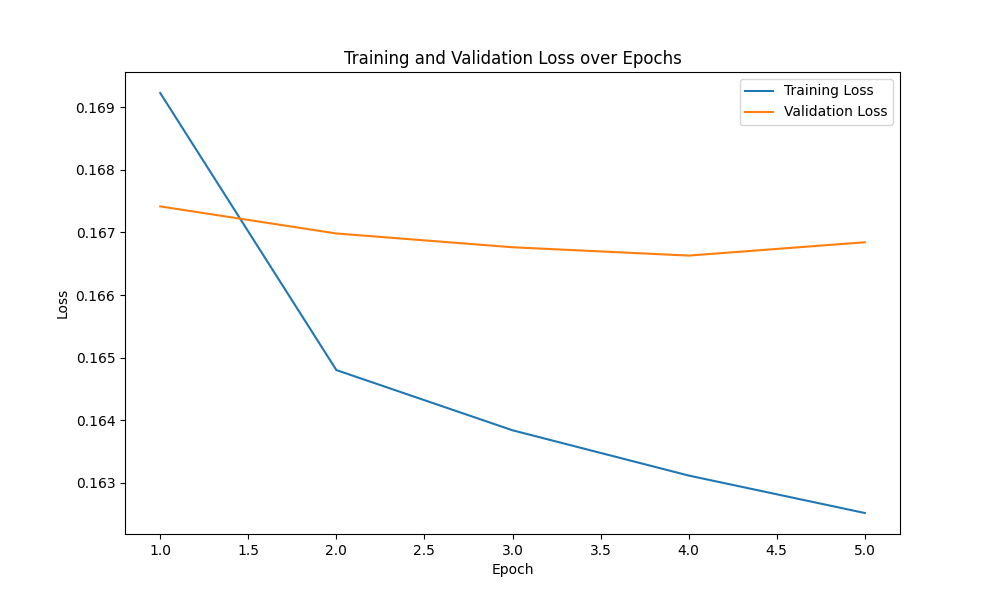 Training and Validation Loss over Epochs
Training Loss
Validation Loss
Loss
0.169
0.168
0.167
0.166
0.165
0.164
0.163
1.0 1.5 2.0 2.5 3.0 3.5 4.0 4.5 5.0
Epoch